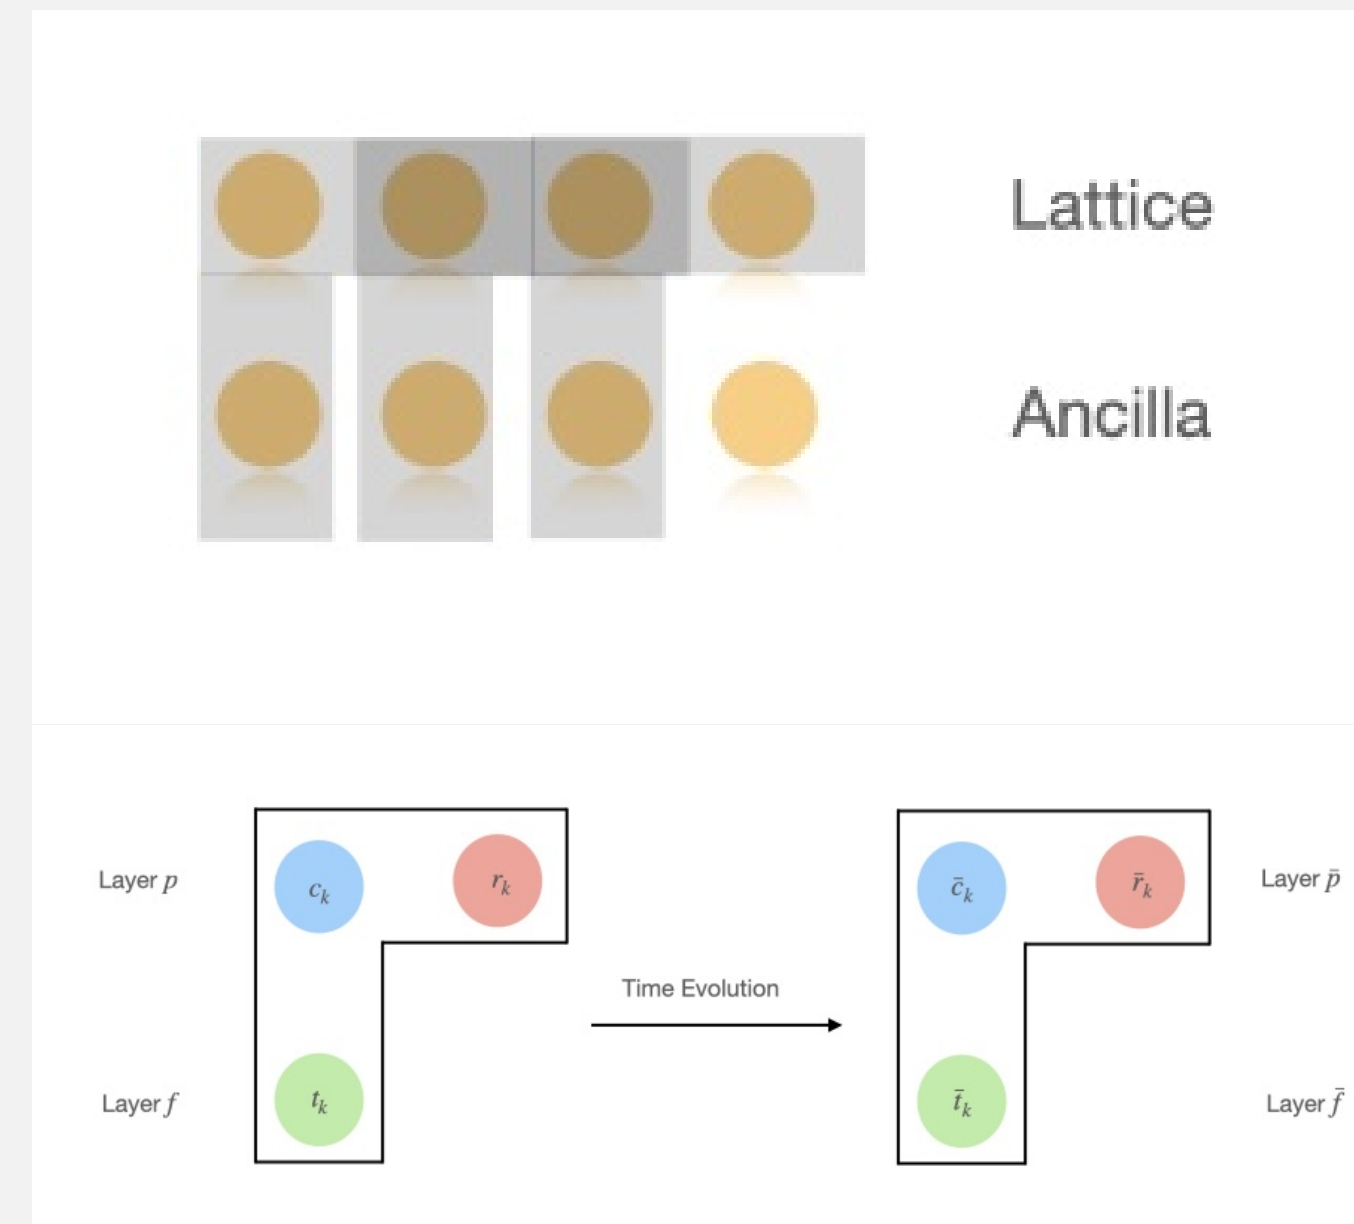 Lattice
Ancilla
Layer p
c_k
r_k
c̄_k
r̄_k
Layer p̄
Time Evolution
Layer f
t_k
t̄_k
Layer f̄